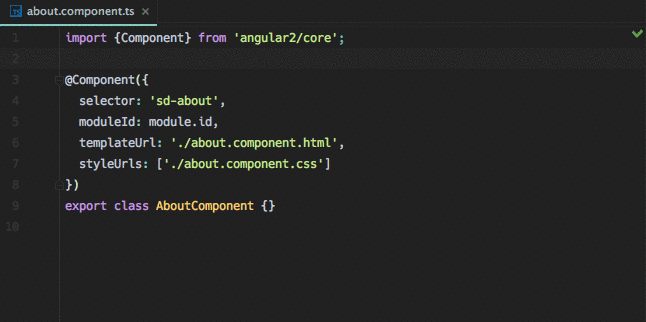 about.component.ts
1 import {Component} from 'angular2/core';
2
3 @Component({
4 selector: 'sd-about',
5 moduleId: module.id,
6 templateUrl: './about.component.html',
7 styleUrls: ['./about.component.css']
8 })
9 export class AboutComponent {}
10